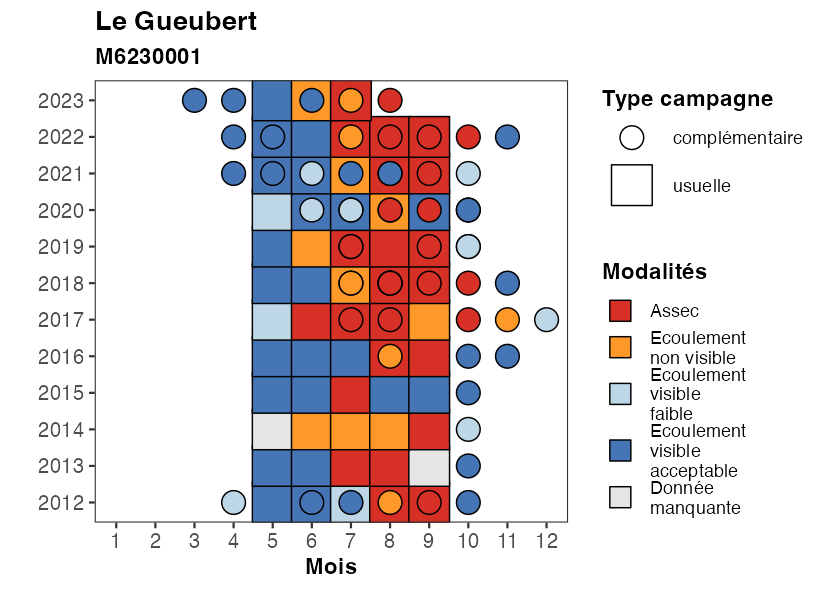 Le Gueubert
M6230001
2023
2022
2021
2020
2019
2018
2017
2016
2015
2014
2013
2012
1 2 3 4 5 6 7 8 9 10 11 12
Mois
Type campagne
complémentaire
usuelle
Modalités
Assec
Ecoulement
non visible
Ecoulement
visible
faible
Ecoulement
visible
acceptable
Donnée
manquante